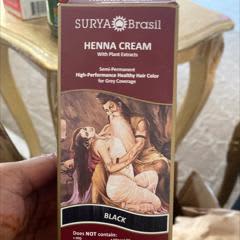 SURYA Brasil
HENNA CREAM
With Plant Extracts
Semi-Permanent
High-Performance Healthy Hair Color
for Grey Coverage
BLACK
Does NOT contain: